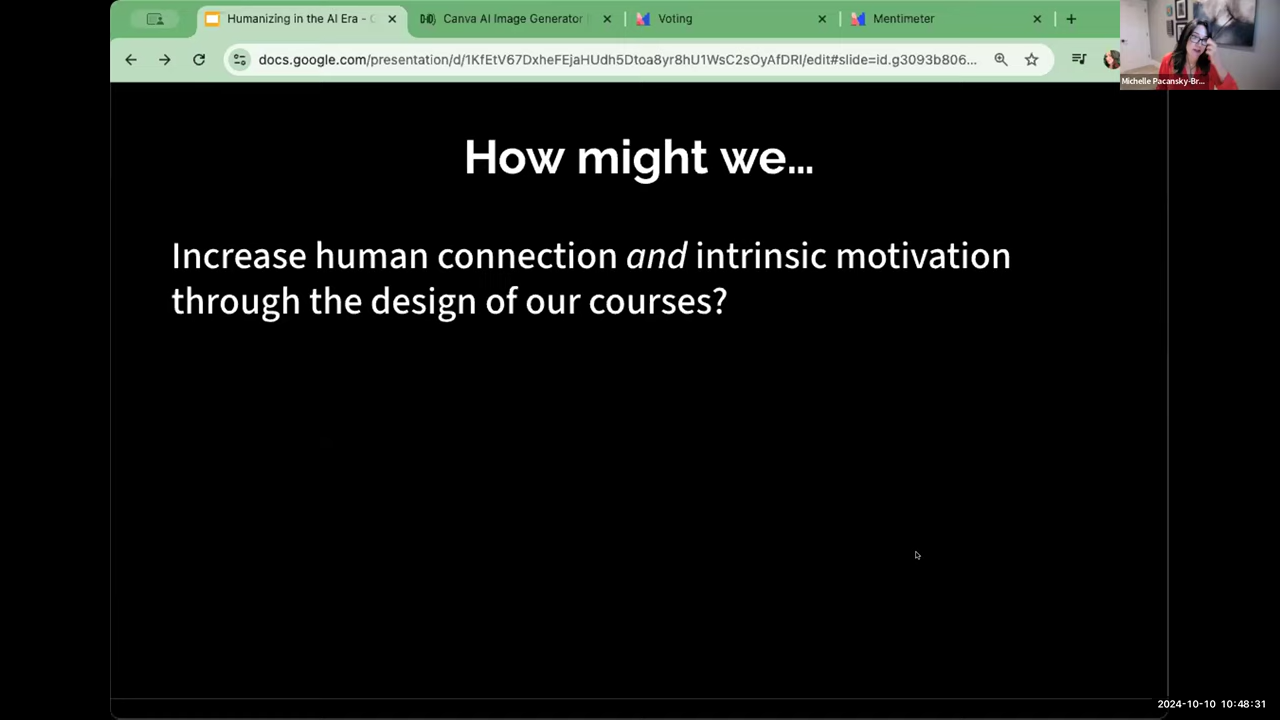 Humanizing in the AI Era - C
Canva AI Image Generator
Voting
Mentimeter
docs.google.com/presentation/d/1KfEtV67DxheFEjaHUdh5Dtoa8yr8hU1WsC2sOyAfDRI/edit#slide=id.g3093b806...
Michelle Pacansky-Br...
How might we...
Increase human connection and intrinsic motivation
through the design of our courses?
2024-10-10 10:48:31